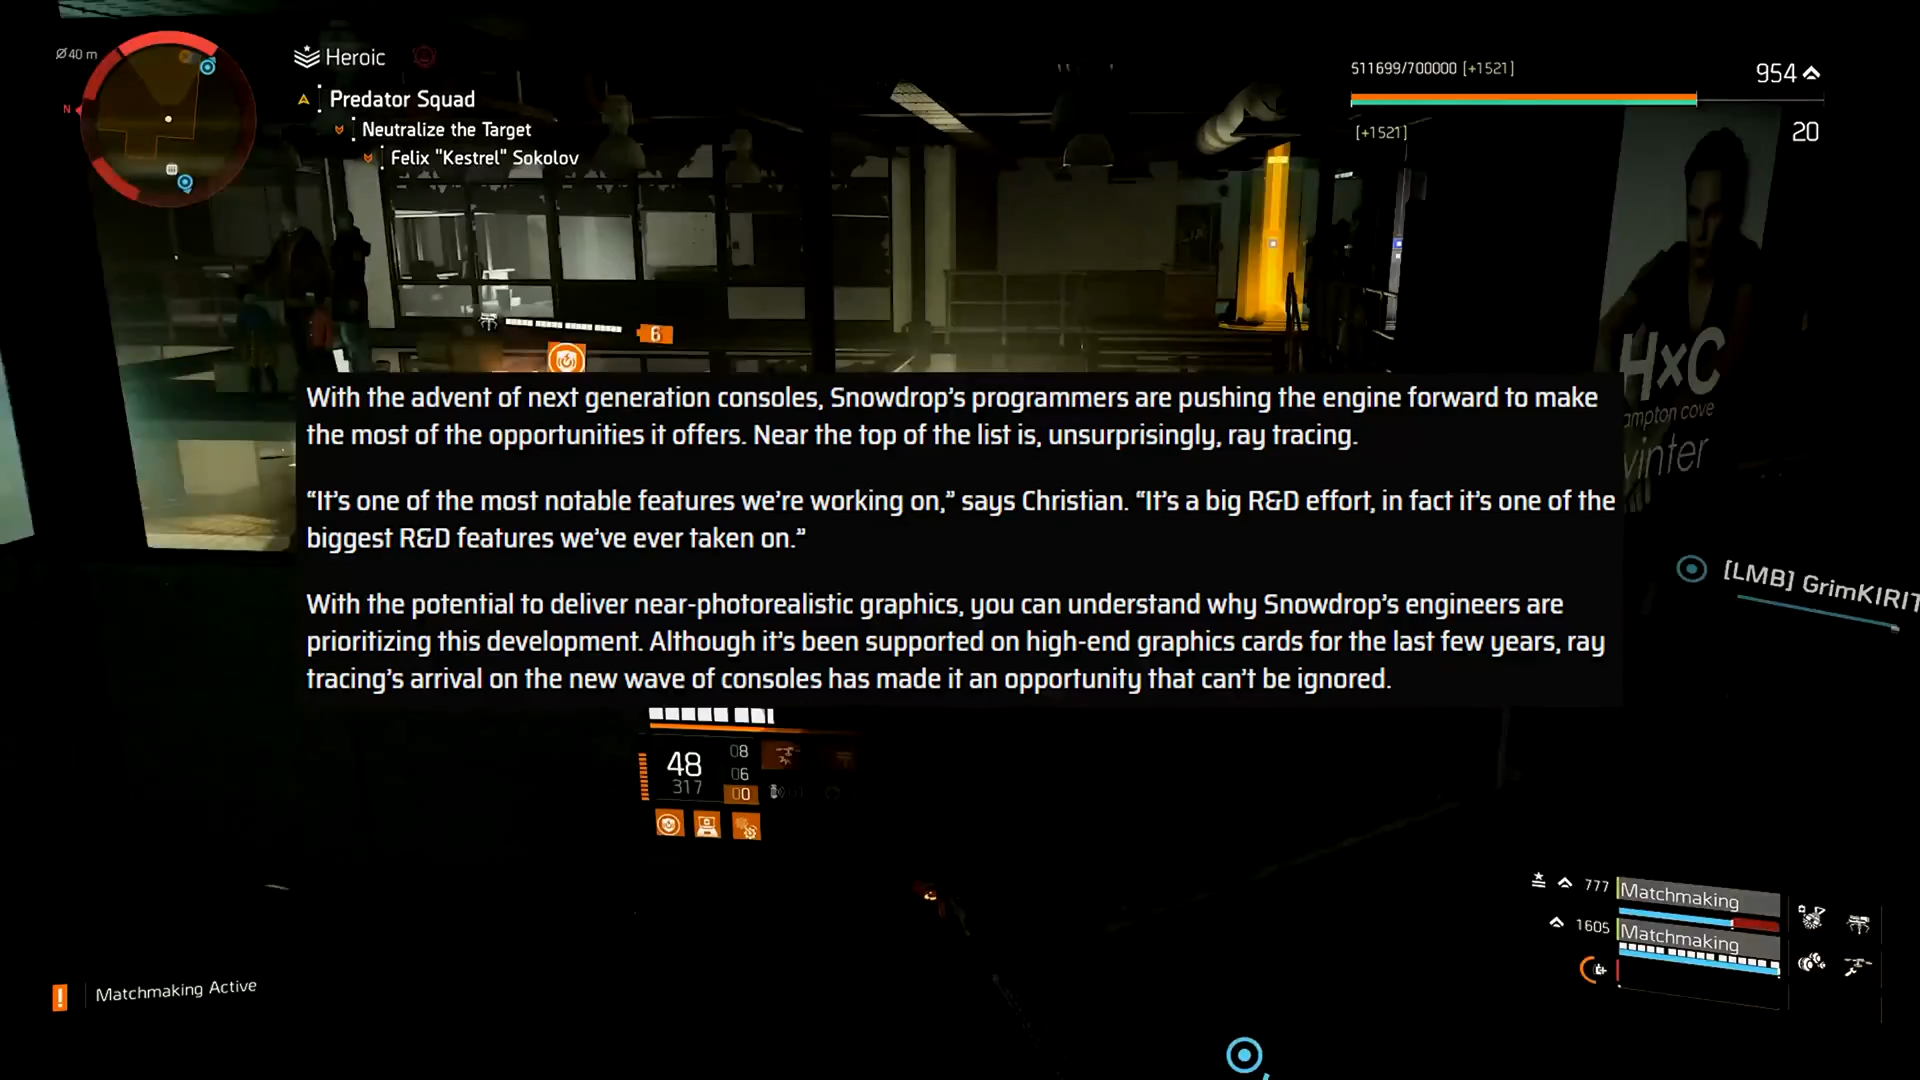 Ø40 m
N
Heroic
Predator Squad
Neutralize the Target
Felix "Kestrel" Sokolov
511699/700000 [+1521]
954
[+1521]
20
6
HxC
ampton cove
winter
With the advent of next generation consoles, Snowdrop’s programmers are pushing the engine forward to make
the most of the opportunities it offers. Near the top of the list is, unsurprisingly, ray tracing.
“It’s one of the most notable features we’re working on,” says Christian. “It’s a big R&D effort, in fact it’s one of the
biggest R&D features we’ve ever taken on.”
With the potential to deliver near-photorealistic graphics, you can understand why Snowdrop’s engineers are
prioritizing this development. Although it’s been supported on high-end graphics cards for the last few years, ray
tracing’s arrival on the new wave of consoles has made it an opportunity that can’t be ignored.
[LMB] GrimKIRIT
48
317
08
06
00
777 Matchmaking
1605 Matchmaking
Matchmaking Active